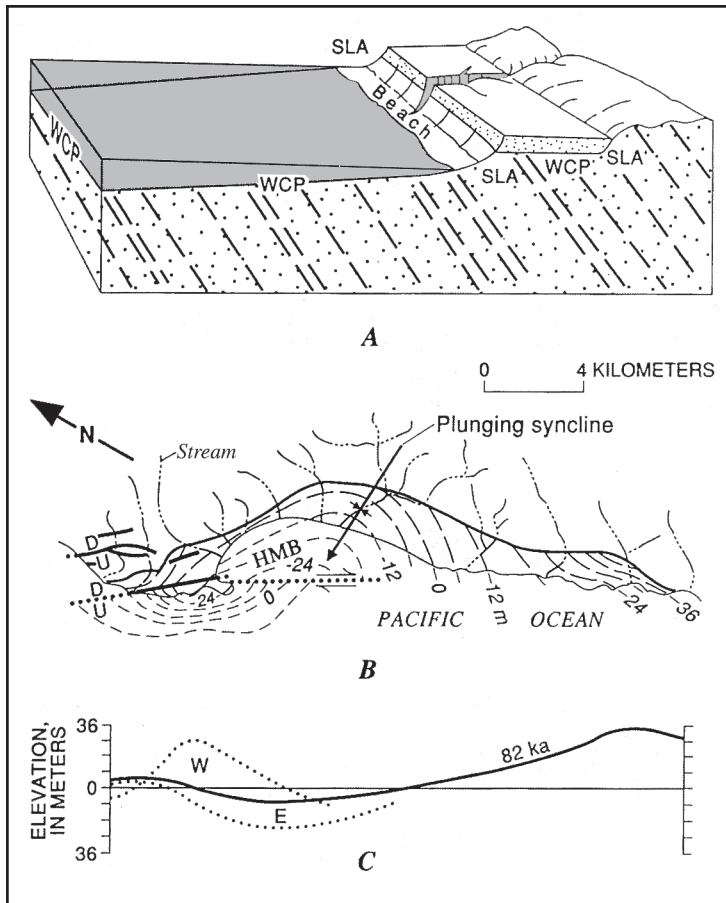 SLA
Beach
WCP
WCP
SLA
WCP
SLA
A
0 4 KILOMETERS
N
Stream
Plunging syncline
D
U
D
U
HMB
-24
-24
0
-12
0
12 m
24
36
PACIFIC OCEAN
B
ELEVATION,
IN METERS
36
0
36
W
E
82 ka
C